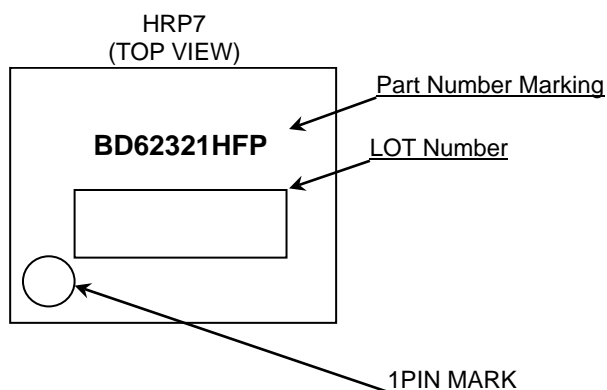 HRP7
(TOP VIEW)
Part Number Marking
BD62321HFP
LOT Number
1PIN MARK